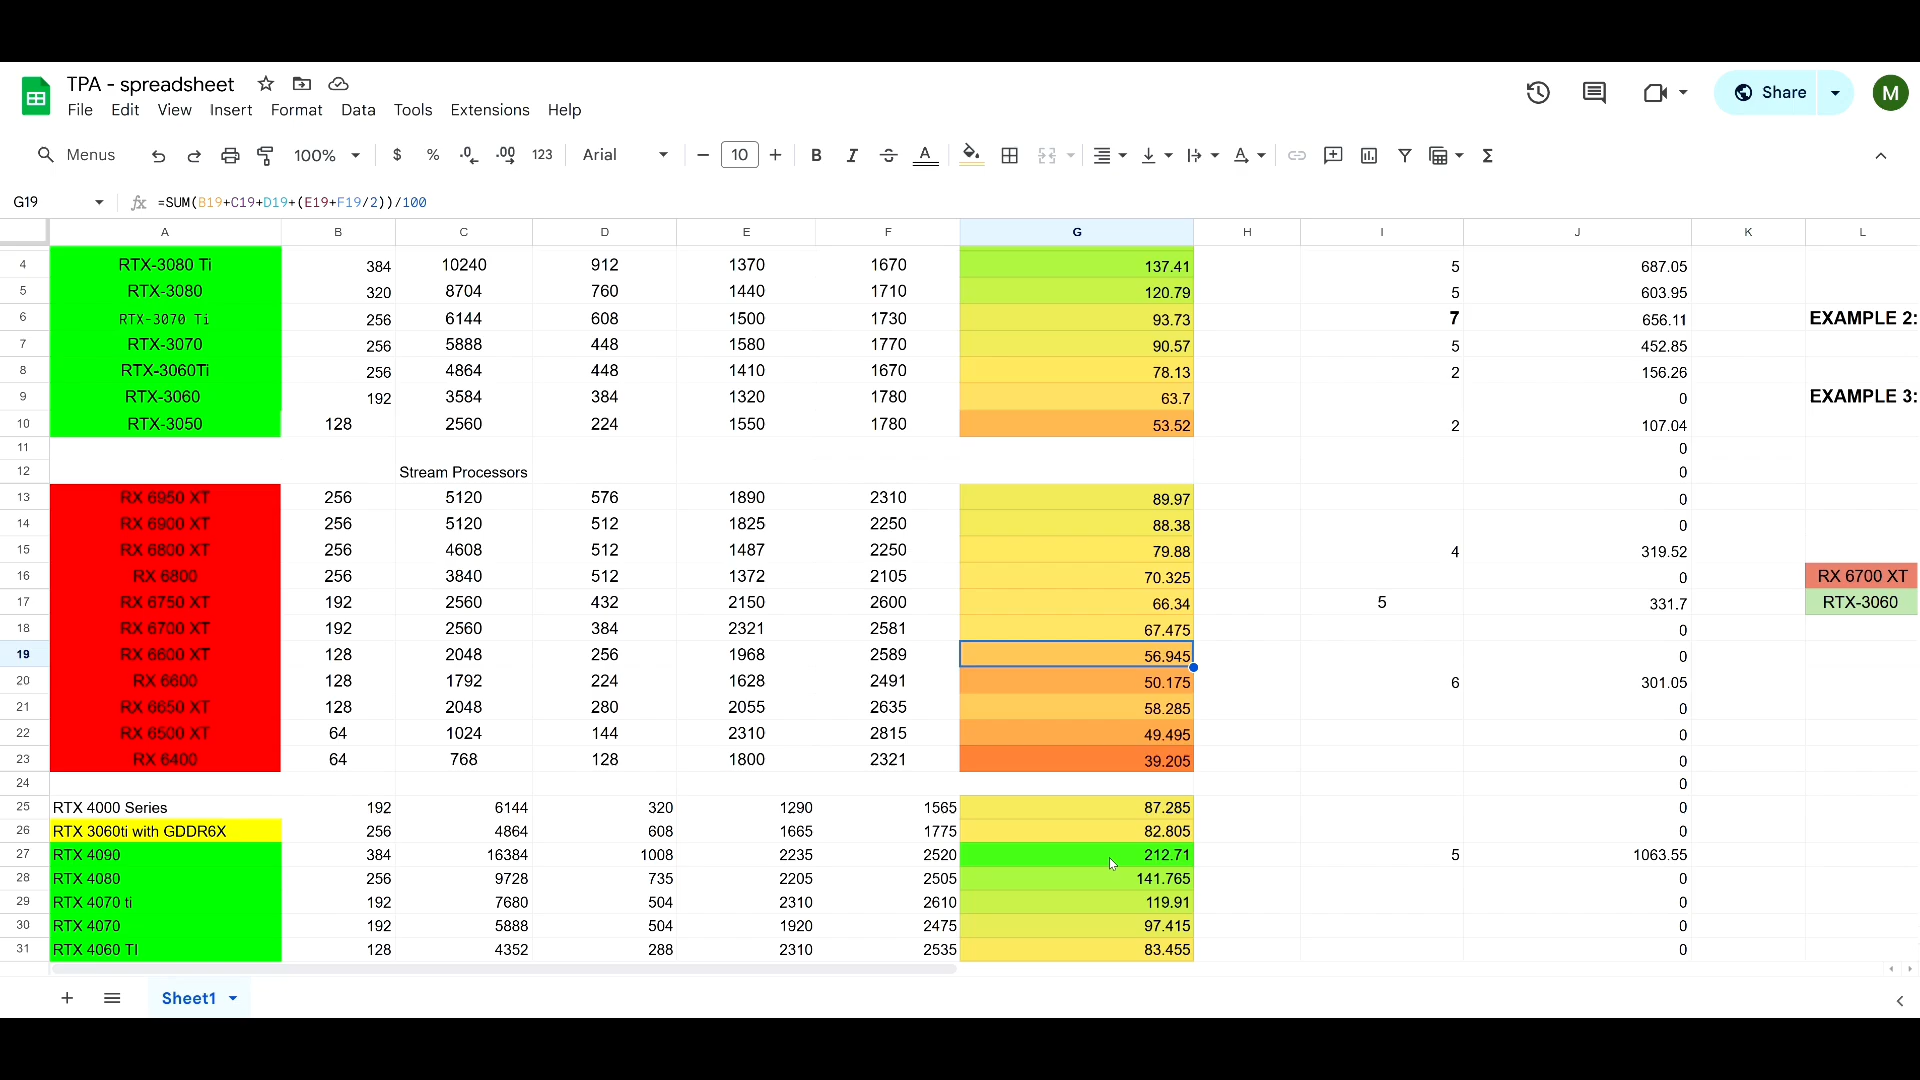 TPA - spreadsheet
File Edit View Insert Format Data Tools Extensions Help
Share
M
Menus 100% $ % .0 .00 123 Arial 10 B I S A
G19 fx =SUM(B19+C19+D19+(E19+F19/2))/100
A B C D E F G H I J K L
4 RTX-3080 Ti 384 10240 912 1370 1670 137.41 5 687.05
5 RTX-3080 320 8704 760 1440 1710 120.79 5 603.95
6 RTX-3070 Ti 256 6144 608 1500 1730 93.73 7 656.11 EXAMPLE 2:
7 RTX-3070 256 5888 448 1580 1770 90.57 5 452.85
8 RTX-3060Ti 256 4864 448 1410 1670 78.13 2 156.26
9 RTX-3060 192 3584 384 1320 1780 63.7 0 EXAMPLE 3:
10 RTX-3050 128 2560 224 1550 1780 53.52 2 107.04
11 0
12 Stream Processors 0
13 RX 6950 XT 256 5120 576 1890 2310 89.97 0
14 RX 6900 XT 256 5120 512 1825 2250 88.38 0
15 RX 6800 XT 256 4608 512 1487 2250 79.88 4 319.52
16 RX 6800 256 3840 512 1372 2105 70.325 0 RX 6700 XT
17 RX 6750 XT 192 2560 432 2150 2600 66.34 5 331.7 RTX-3060
18 RX 6700 XT 192 2560 384 2321 2581 67.475 0
19 RX 6600 XT 128 2048 256 1968 2589 56.945 0
20 RX 6600 128 1792 224 1628 2491 50.175 6 301.05
21 RX 6650 XT 128 2048 280 2055 2635 58.285 0
22 RX 6500 XT 64 1024 144 2310 2815 49.495 0
23 RX 6400 64 768 128 1800 2321 39.205 0
24 0
25 RTX 4000 Series 192 6144 320 1290 1565 87.285 0
26 RTX 3060ti with GDDR6X 256 4864 608 1665 1775 82.805 0
27 RTX 4090 384 16384 1008 2235 2520 212.71 5 1063.55
28 RTX 4080 256 9728 735 2205 2505 141.765 0
29 RTX 4070 ti 192 7680 504 2310 2610 119.91 0
30 RTX 4070 192 5888 504 1920 2475 97.415 0
31 RTX 4060 TI 128 4352 288 2310 2535 83.455 0
Sheet1